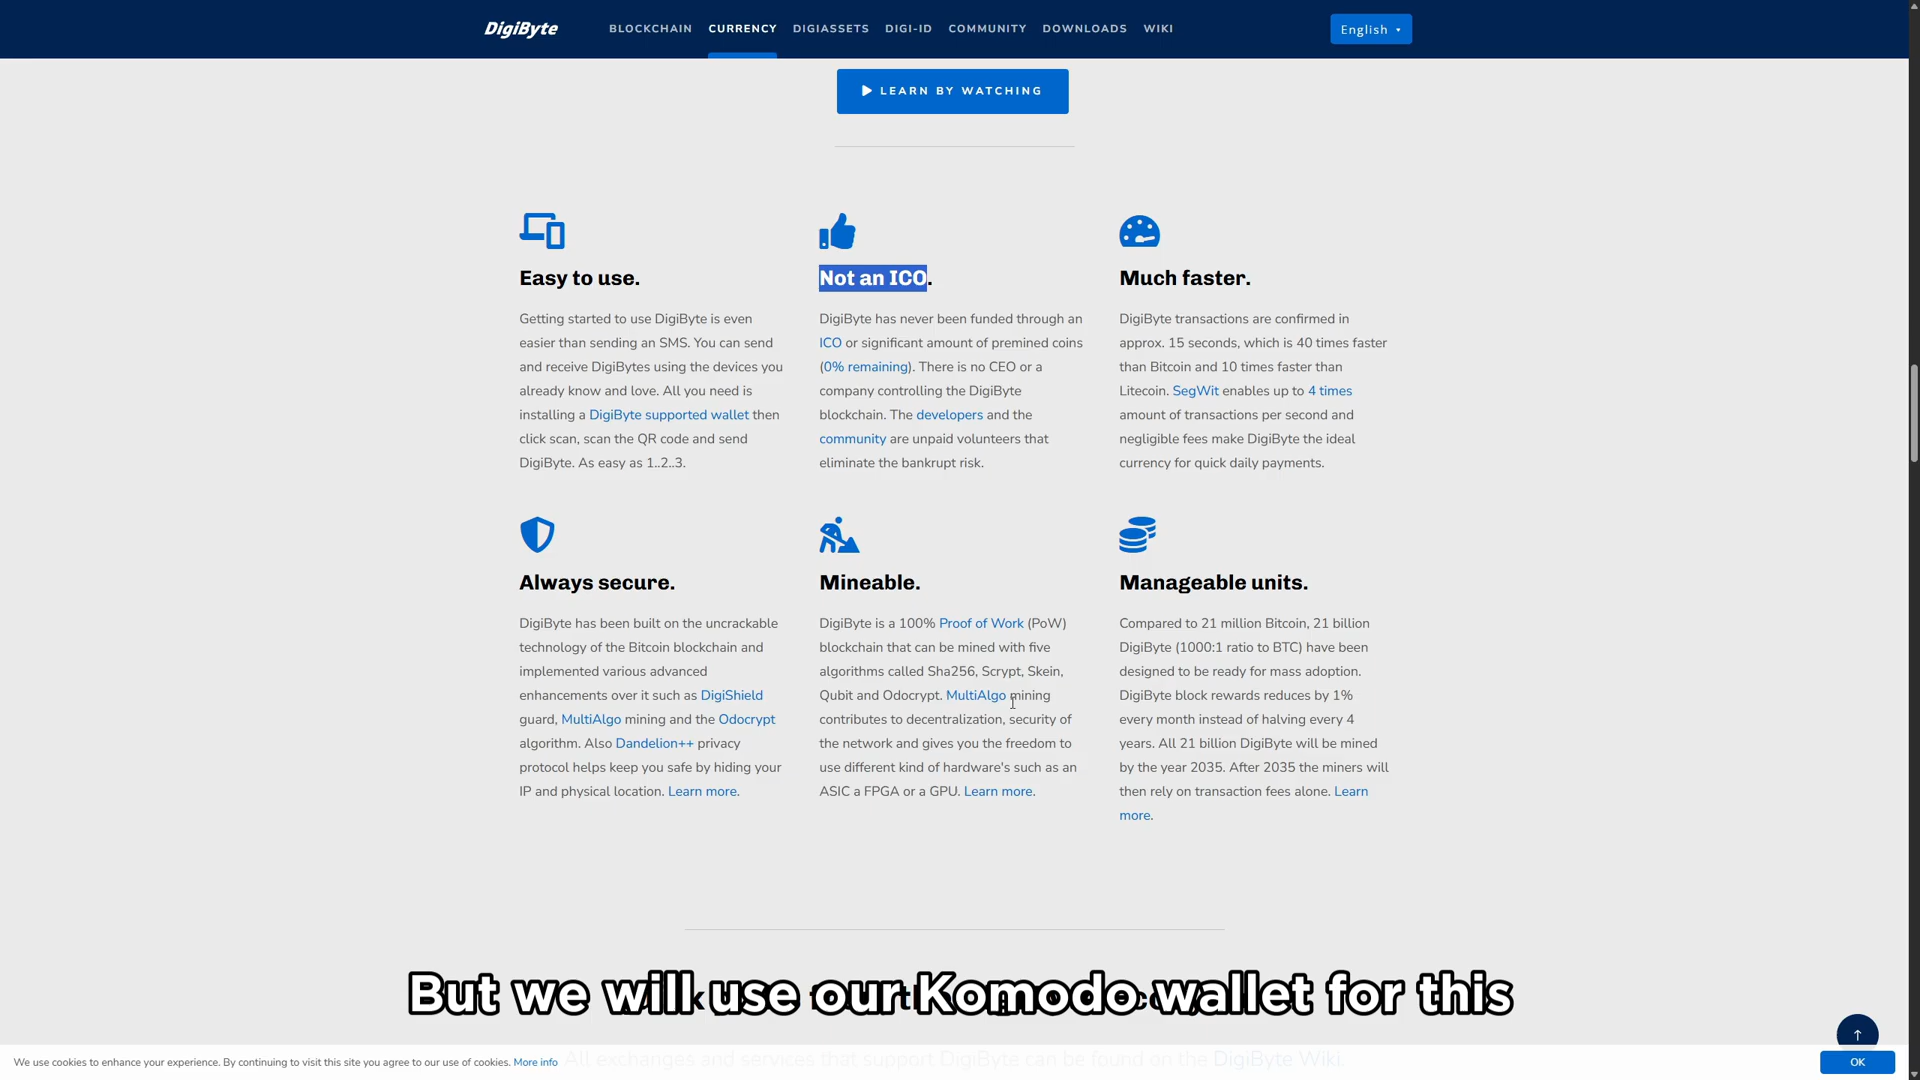 DigiByte BLOCKCHAIN CURRENCY DIGIASSETS DIGI-ID COMMUNITY DOWNLOADS WIKI English
LEARN BY WATCHING
Easy to use.
Getting started to use DigiByte is even
easier than sending an SMS. You can send
and receive DigiBytes using the devices you
already know and love. All you need is
installing a DigiByte supported wallet then
click scan, scan the QR code and send
DigiByte. As easy as 1..2..3.
Not an ICO.
DigiByte has never been funded through an
ICO or significant amount of premined coins
(0% remaining). There is no CEO or a
company controlling the DigiByte
blockchain. The developers and the
community are unpaid volunteers that
eliminate the bankrupt risk.
Much faster.
DigiByte transactions are confirmed in
approx. 15 seconds, which is 40 times faster
than Bitcoin and 10 times faster than
Litecoin. SegWit enables up to 4 times
amount of transactions per second and
negligible fees make DigiByte the ideal
currency for quick daily payments.
Always secure.
DigiByte has been built on the uncrackable
technology of the Bitcoin blockchain and
implemented various advanced
enhancements over it such as DigiShield
guard, MultiAlgo mining and the Odocrypt
algorithm. Also Dandelion++ privacy
protocol helps keep you safe by hiding your
IP and physical location. Learn more.
Mineable.
DigiByte is a 100% Proof of Work (PoW)
blockchain that can be mined with five
algorithms called Sha256, Scrypt, Skein,
Qubit and Odocrypt. MultiAlgo mining
contributes to decentralization, security of
the network and gives you the freedom to
use different kind of hardware's such as an
ASIC a FPGA or a GPU. Learn more.
Manageable units.
Compared to 21 million Bitcoin, 21 billion
DigiByte (1000:1 ratio to BTC) have been
designed to be ready for mass adoption.
DigiByte block rewards reduces by 1%
every month instead of halving every 4
years. All 21 billion DigiByte will be mined
by the year 2035. After 2035 the miners will
then rely on transaction fees alone. Learn
more.
But we will use our Komodo wallet for this
We use cookies to enhance your experience. By continuing to visit this site you agree to our use of cookies. More info
All exchanges and services that support DigiByte can be found on the DigiByte Wiki.
OK